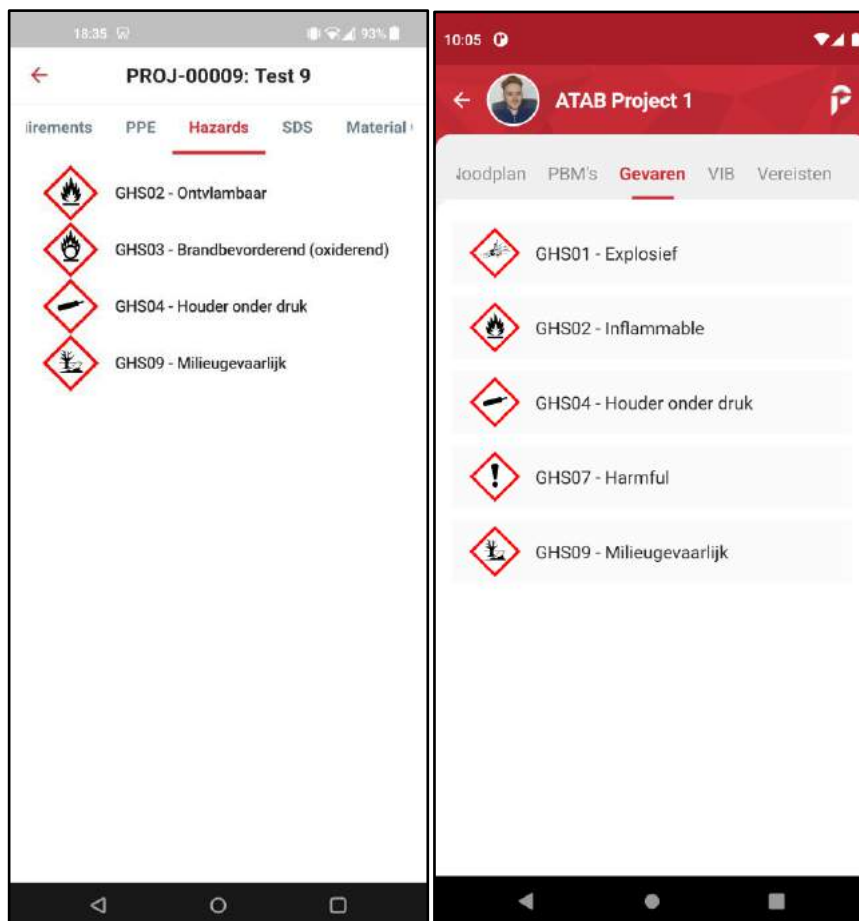 18:35
93%
PROJ-00009: Test 9
irements PPE Hazards SDS Material
GHS02 - Ontvlambaar
GHS03 - Brandbevorderend (oxiderend)
GHS04 - Houder onder druk
GHS09 - Milieugevaarlijk
10:05
ATAB Project 1
Noodplan PBM's Gevaren VIB Vereisten
GHS01 - Explosief
GHS02 - Inflammable
GHS04 - Houder onder druk
GHS07 - Harmful
GHS09 - Milieugevaarlijk